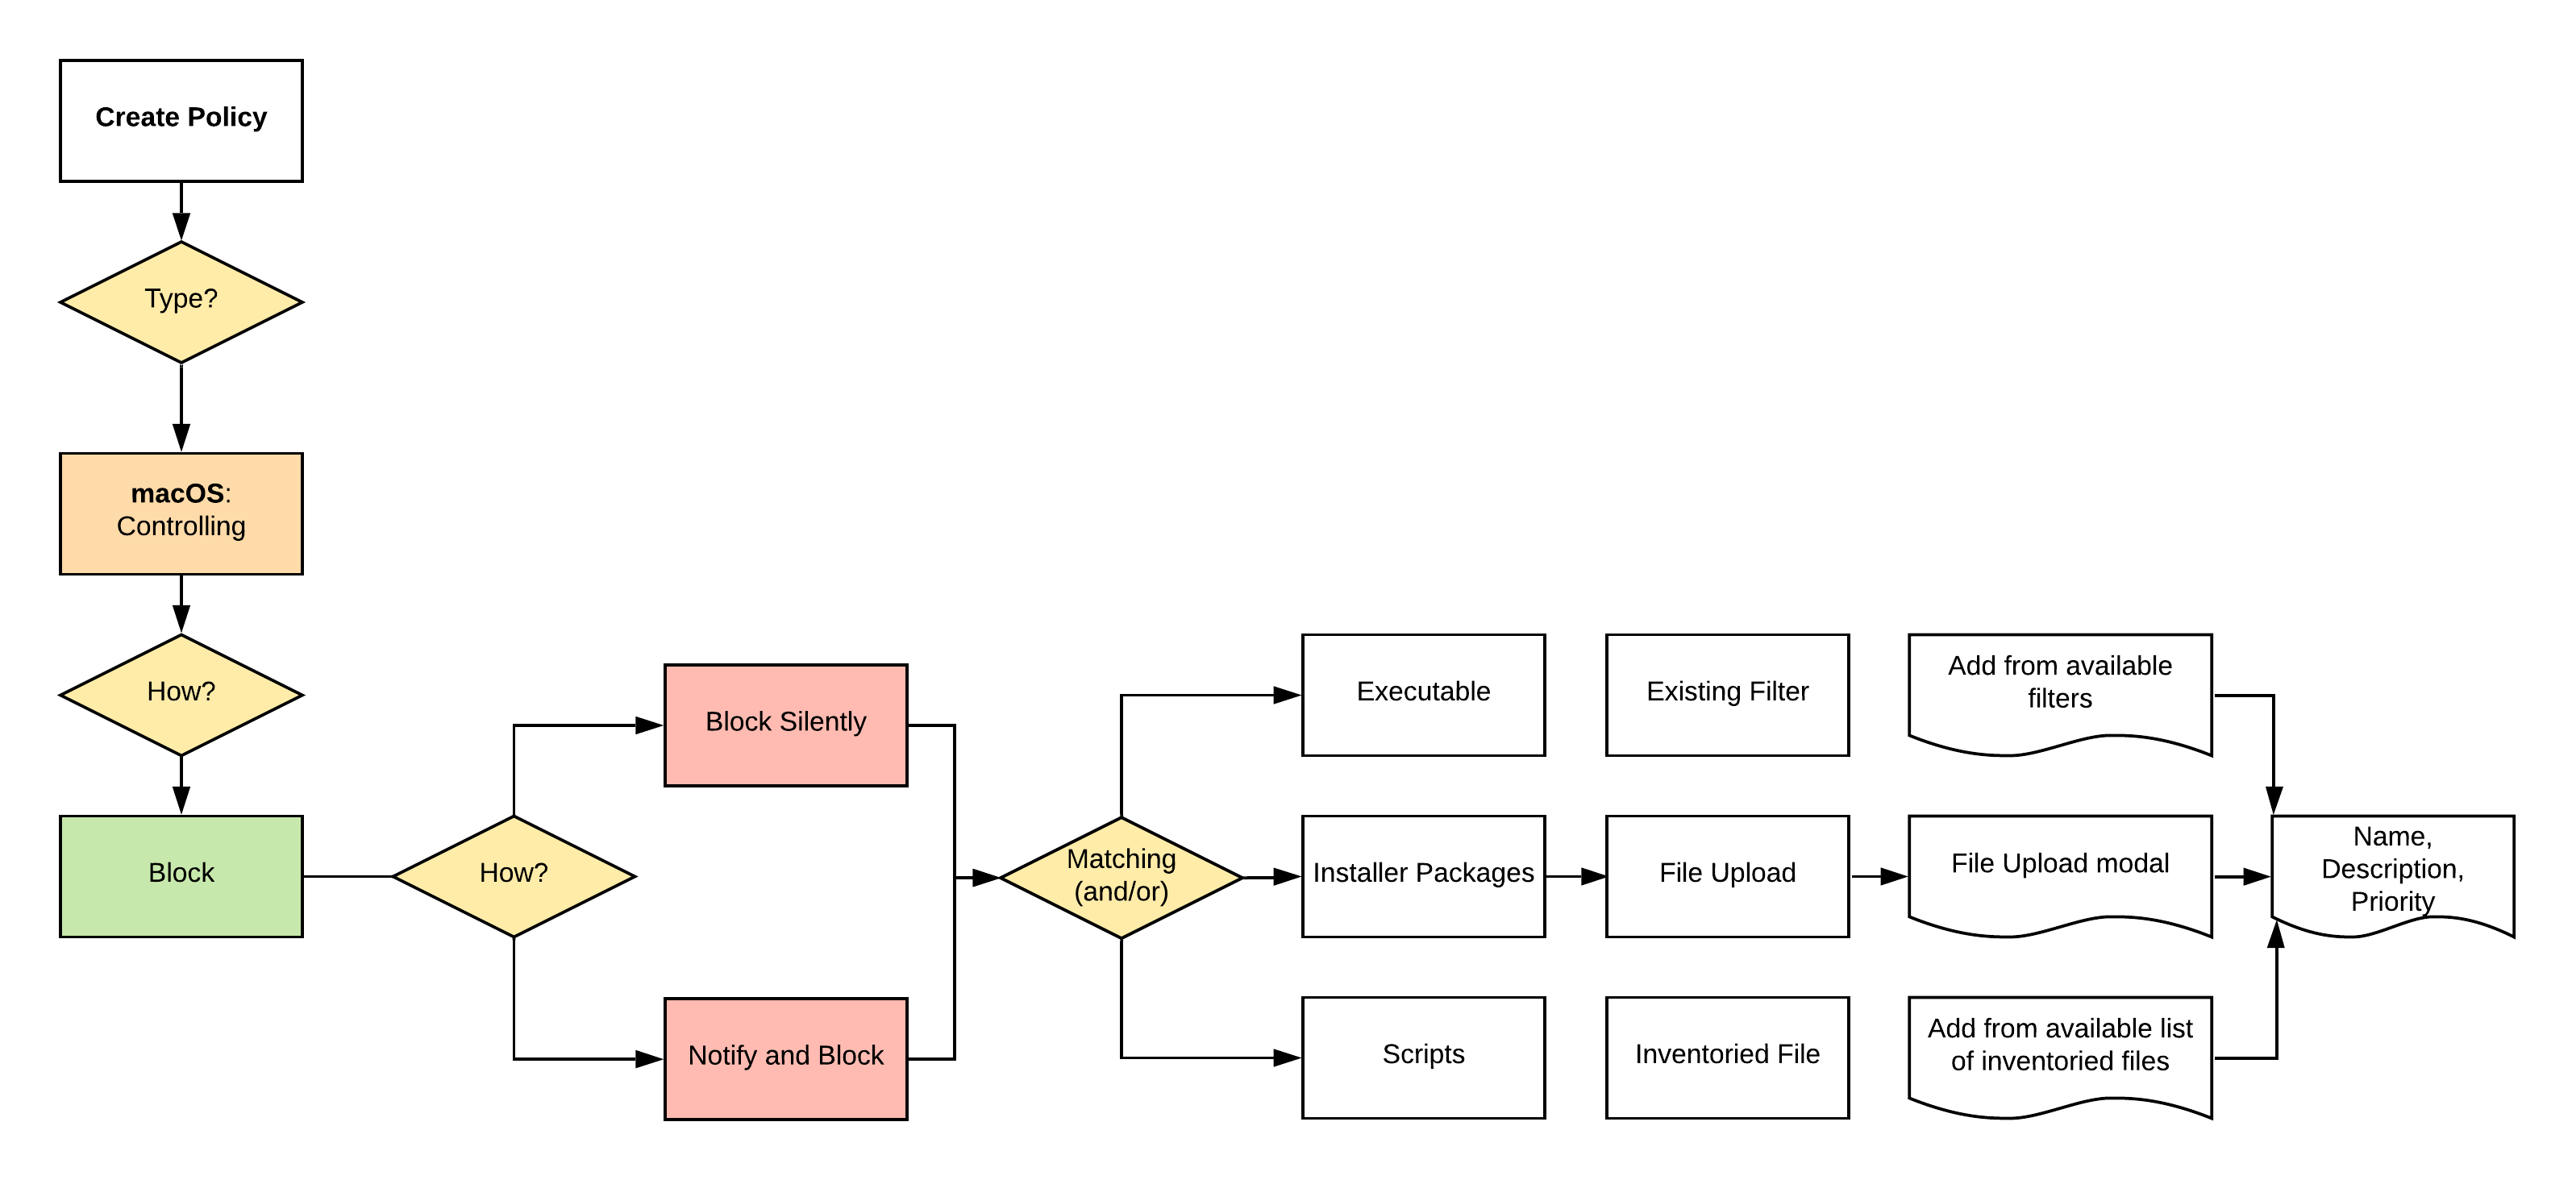 Create Policy
Type?
macOS:
Controlling
How?
Block
How?
Block Silently
Notify and Block
Matching
(and/or)
Executable
Installer Packages
Scripts
Existing Filter
File Upload
Inventoried File
Add from available
filters
File Upload modal
Add from available list
of inventoried files
Name,
Description,
Priority